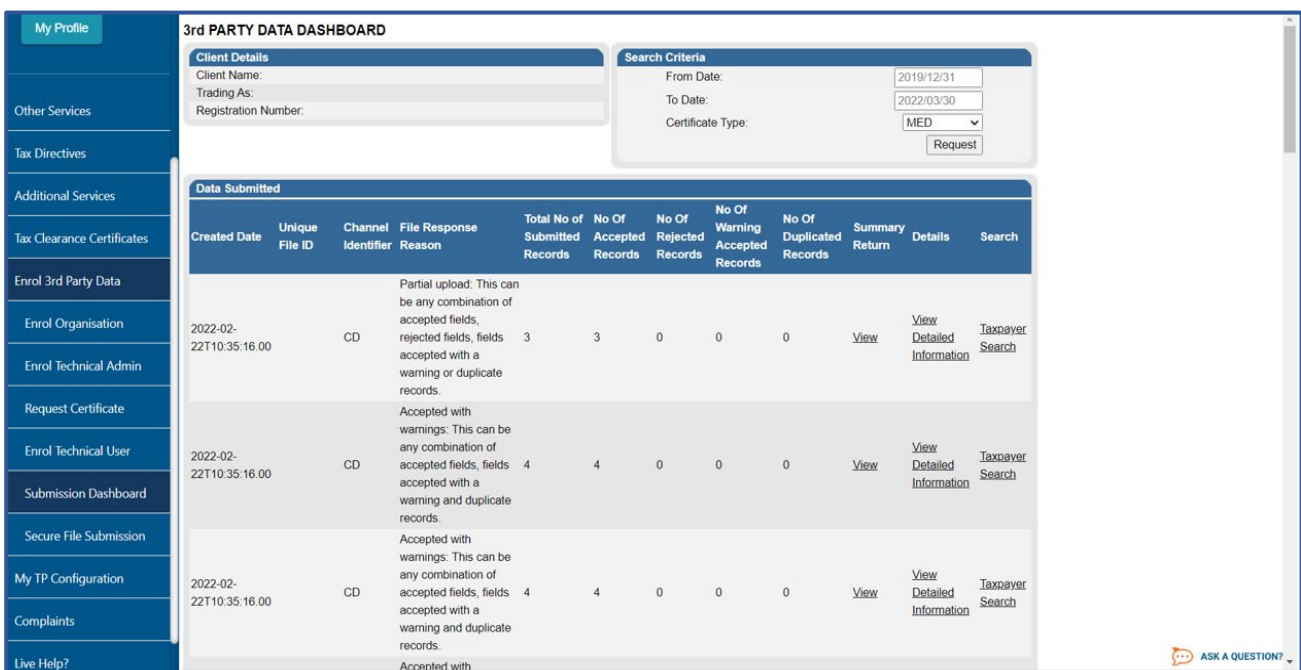 My Profile
Other Services
Tax Directives
Additional Services
Tax Clearance Certificates
Enrol 3rd Party Data
Enrol Organisation
Enrol Technical Admin
Request Certificate
Enrol Technical User
Submission Dashboard
Secure File Submission
My TP Configuration
Complaints
Live Help?
3rd PARTY DATA DASHBOARD
Client Details
Client Name:
Trading As:
Registration Number:
Search Criteria
From Date: 2019/12/31
To Date: 2022/03/30
Certificate Type: MED
Request
Data Submitted
Created Date
Unique
File ID
Channel
Identifier
File Response
Reason
Total No of
Submitted
Records
No Of
Accepted
Records
No Of
Rejected
Records
No Of
Warning
Accepted
Records
No Of
Duplicated
Records
Summary
Return
Details
Search
2022-02-
22T10:35:16.00
CD
Partial upload: This can
be any combination of
accepted fields,
rejected fields, fields
accepted with a
warning or duplicate
records.
3
3
0
0
0
View
View
Detailed
Information
Taxpayer
Search
2022-02-
22T10:35:16.00
CD
Accepted with
warnings: This can be
any combination of
accepted fields, fields
accepted with a
warning and duplicate
records.
4
4
0
0
0
View
View
Detailed
Information
Taxpayer
Search
2022-02-
22T10:35:16.00
CD
Accepted with
warnings: This can be
any combination of
accepted fields, fields
accepted with a
warning and duplicate
records.
4
4
0
0
0
View
View
Detailed
Information
Taxpayer
Search
Accepted with
ASK A QUESTION?